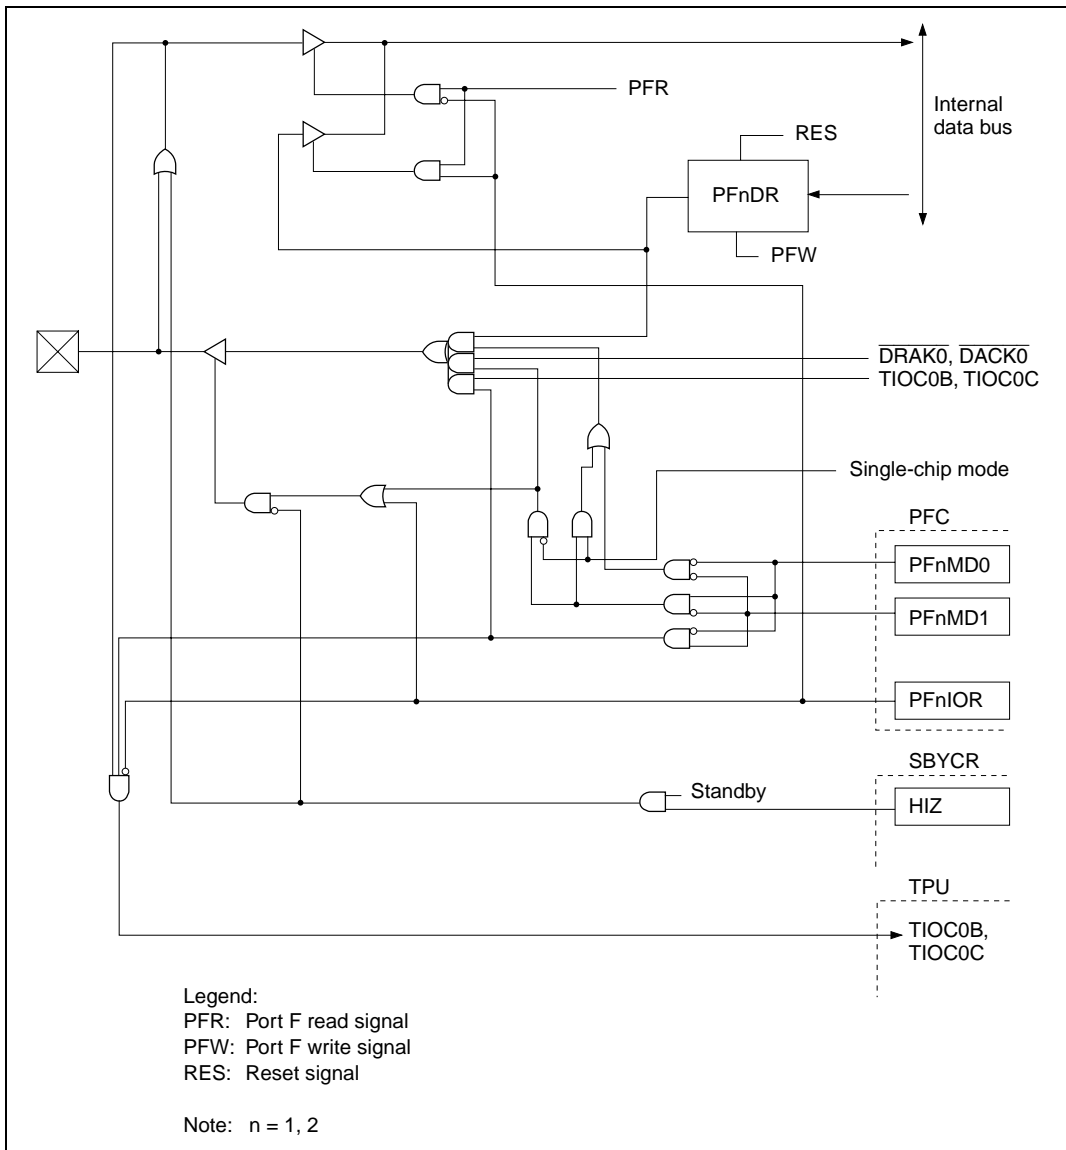 PFR
Internal
data bus
RES
PFnDR
PFW
DRAK0, DACK0
TIOC0B, TIOC0C
Single-chip mode
PFC
PFnMD0
PFnMD1
PFnIOR
SBYCR
Standby
HIZ
TPU
TIOC0B,
TIOC0C
Legend:
PFR: Port F read signal
PFW: Port F write signal
RES: Reset signal
Note: n = 1, 2